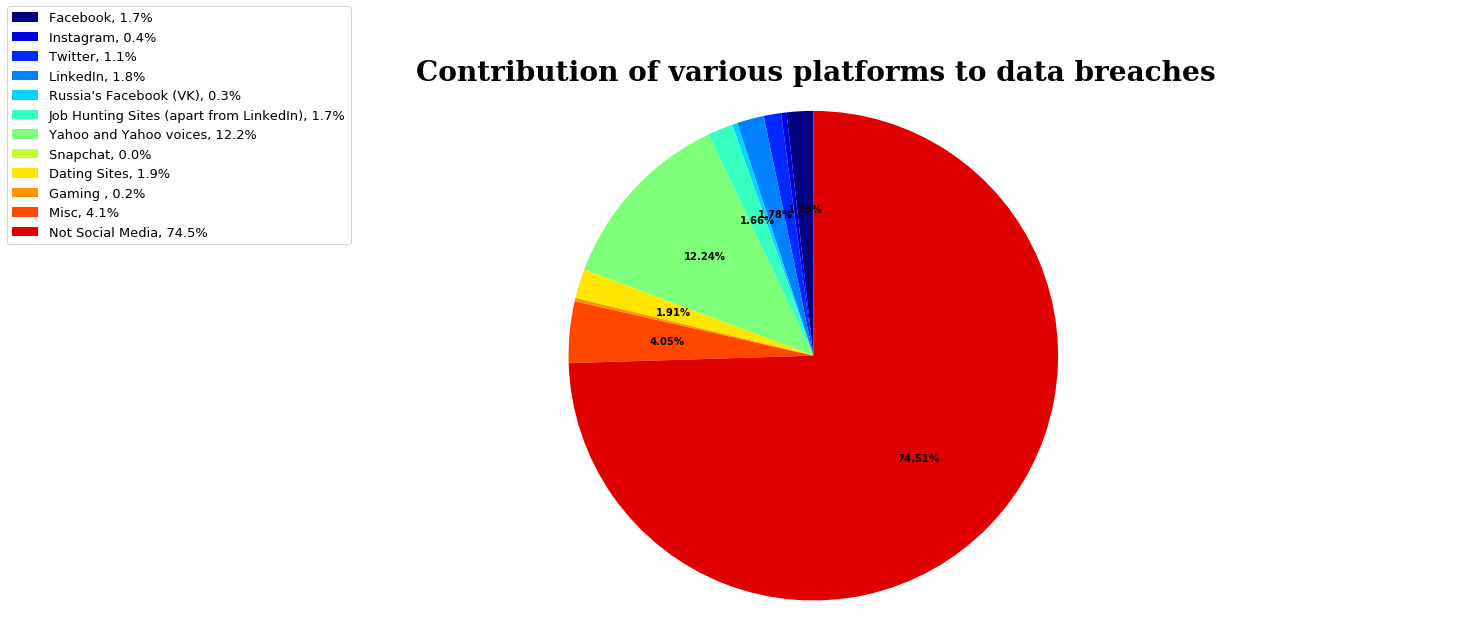 Facebook, 1.7%
Instagram, 0.4%
Twitter, 1.1%
LinkedIn, 1.8%
Russia's Facebook (VK), 0.3%
Job Hunting Sites (apart from LinkedIn), 1.7%
Yahoo and Yahoo voices, 12.2%
Snapchat, 0.0%
Dating Sites, 1.9%
Gaming , 0.2%
Misc, 4.1%
Not Social Media, 74.5%
Contribution of various platforms to data breaches
1.78%
1.66%
12.24%
1.91%
4.05%
74.51%